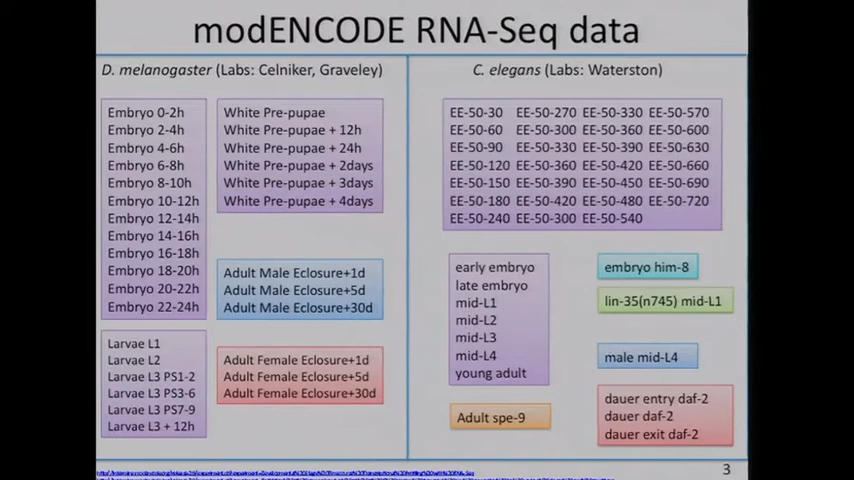 modENCODE RNA-Seq data
D. melanogaster (Labs: Celniker, Graveley)
Embryo 0-2h
Embryo 2-4h
Embryo 4-6h
Embryo 6-8h
Embryo 8-10h
Embryo 10-12h
Embryo 12-14h
Embryo 14-16h
Embryo 16-18h
Embryo 18-20h
Embryo 20-22h
Embryo 22-24h
Larvae L1
Larvae L2
Larvae L3 PS1-2
Larvae L3 PS3-6
Larvae L3 PS7-9
Larvae L3 + 12h
White Pre-pupae
White Pre-pupae + 12h
White Pre-pupae + 24h
White Pre-pupae + 2days
White Pre-pupae + 3days
White Pre-pupae + 4days
Adult Male Eclosure+1d
Adult Male Eclosure+5d
Adult Male Eclosure+30d
Adult Female Eclosure+1d
Adult Female Eclosure+5d
Adult Female Eclosure+30d
C. elegans (Labs: Waterston)
EE-50-30 EE-50-270 EE-50-330 EE-50-570
EE-50-60 EE-50-300 EE-50-360 EE-50-600
EE-50-90 EE-50-330 EE-50-390 EE-50-630
EE-50-120 EE-50-360 EE-50-420 EE-50-660
EE-50-150 EE-50-390 EE-50-450 EE-50-690
EE-50-180 EE-50-420 EE-50-480 EE-50-720
EE-50-240 EE-50-300 EE-50-540
early embryo
late embryo
mid-L1
mid-L2
mid-L3
mid-L4
young adult
Adult spe-9
embryo him-8
lin-35(n745) mid-L1
male mid-L4
dauer entry daf-2
dauer daf-2
dauer exit daf-2
3